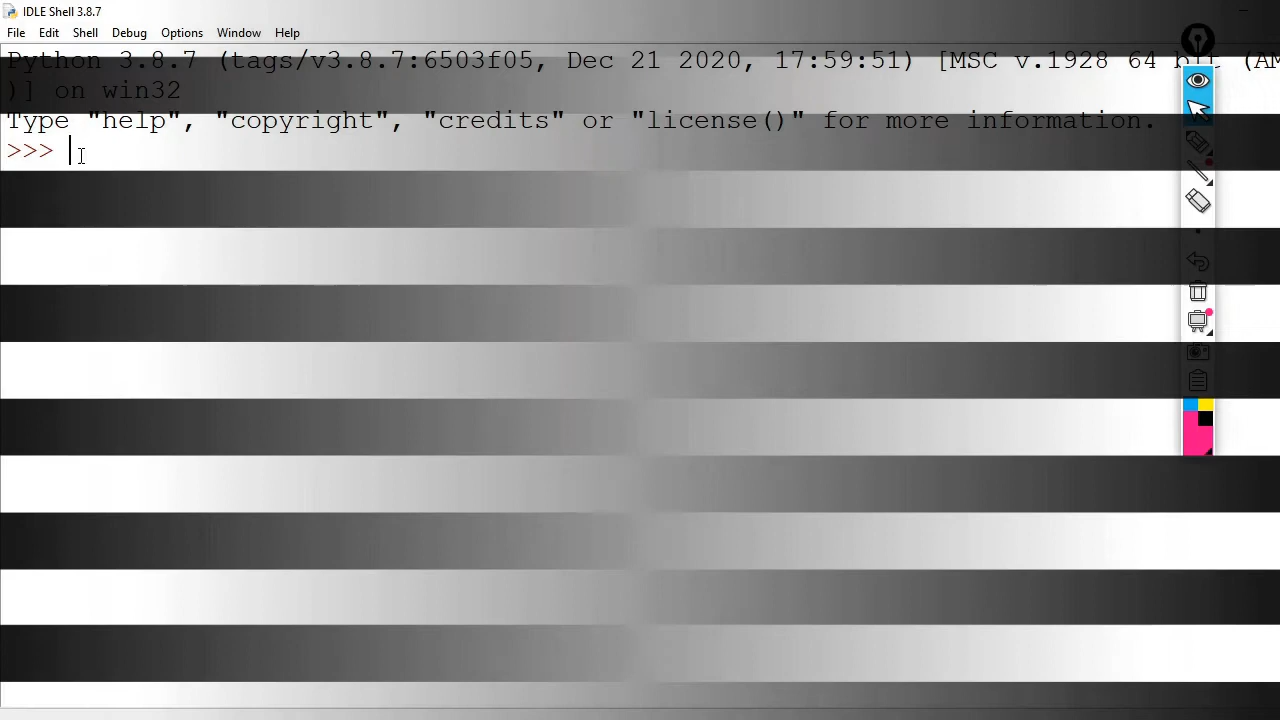 IDLE Shell 3.8.7
File Edit Shell Debug Options Window Help
Python 3.8.7 (tags/v3.8.7:6503f05, Dec 21 2020, 17:59:51) [MSC v.1928 64 bit (AM
)] on win32
Type "help", "copyright", "credits" or "license()" for more information.
>>>